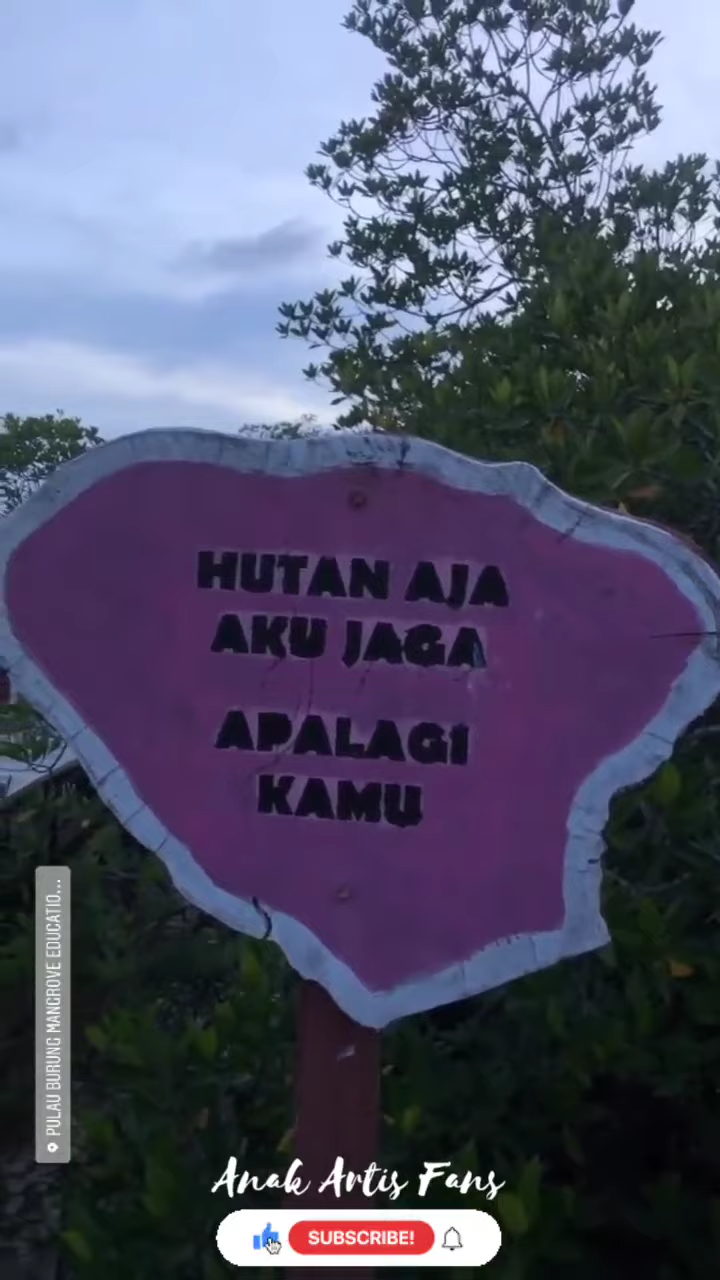 HUTAN AJA
AKU JAGA
APALAGI
KAMU
PULAU BURUNG MANGROVE EDUCATIO...
Anak Artis Fans
SUBSCRIBE!